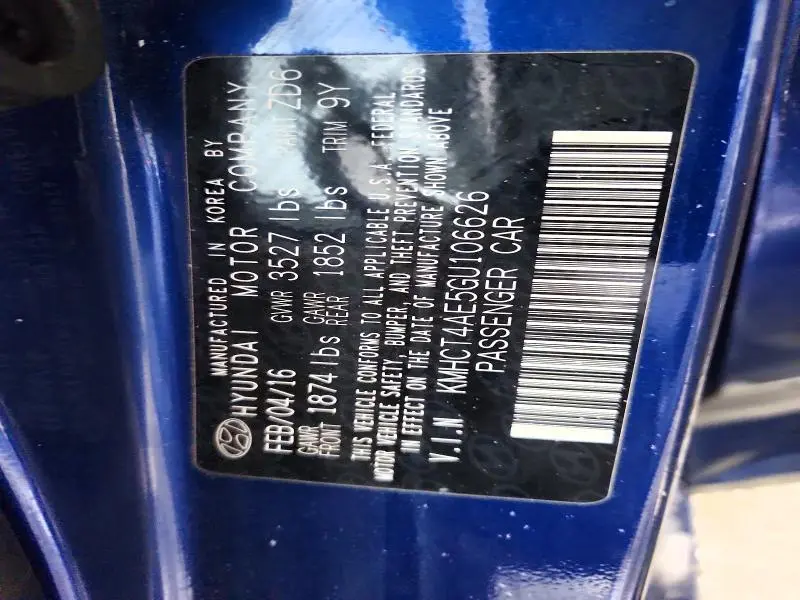 MANUFACTURED IN KOREA BY
HYUNDAI MOTOR COMPANY
FEB/04/16 GVWR 3527 lbs PAINT ZD6
GAWR FRONT 1874 lbs GAWR REAR 1852 lbs TRIM 9Y
THIS VEHICLE CONFORMS TO ALL APPLICABLE U.S.A. FEDERAL
MOTOR VEHICLE SAFETY, BUMPER, AND THEFT PREVENTION STANDARDS
IN EFFECT ON THE DATE OF MANUFACTURE SHOWN ABOVE
V.I.N KMHCT4AE5GU106626
PASSENGER CAR